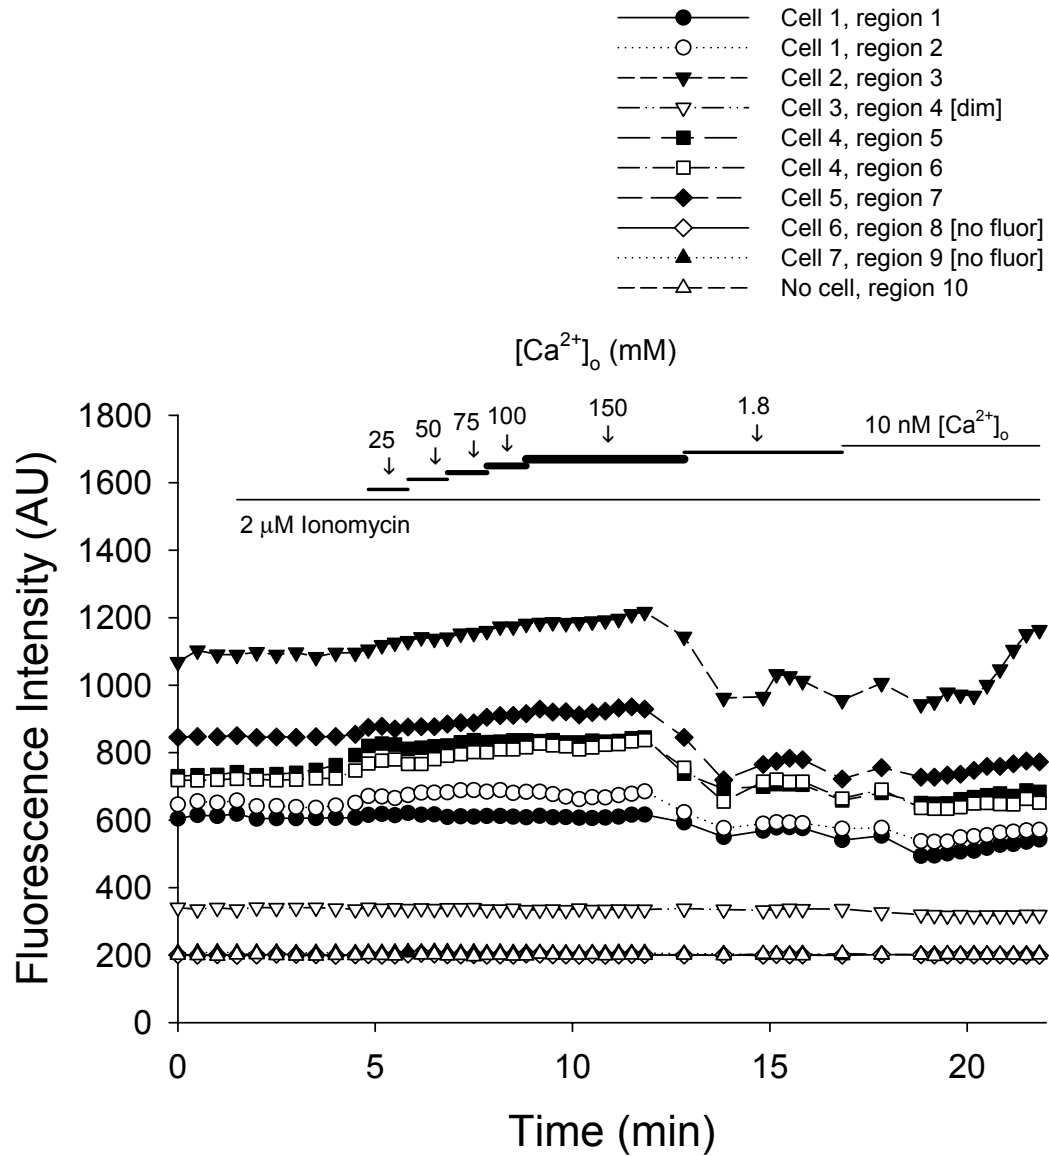 Cell 1, region 1
Cell 1, region 2
Cell 2, region 3
Cell 3, region 4 [dim]
Cell 4, region 5
Cell 4, region 6
Cell 5, region 7
Cell 6, region 8 [no fluor]
Cell 7, region 9 [no fluor]
No cell, region 10
[Ca2+]o (mM)
25
50
75
100
150
1.8
10 nM [Ca2+]o
2 μM Ionomycin
Fluorescence Intensity (AU)
1800
1600
1400
1200
1000
800
600
400
200
0
0
5
10
15
20
Time (min)